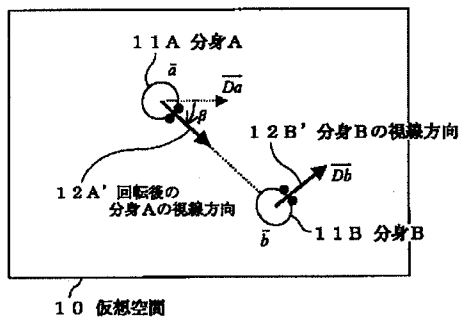 11A 分身A
a
Da
β
12B' 分身Bの視線方向
Db
12A' 回転後の
分身Aの視線方向
b
11B 分身B
10 仮想空間